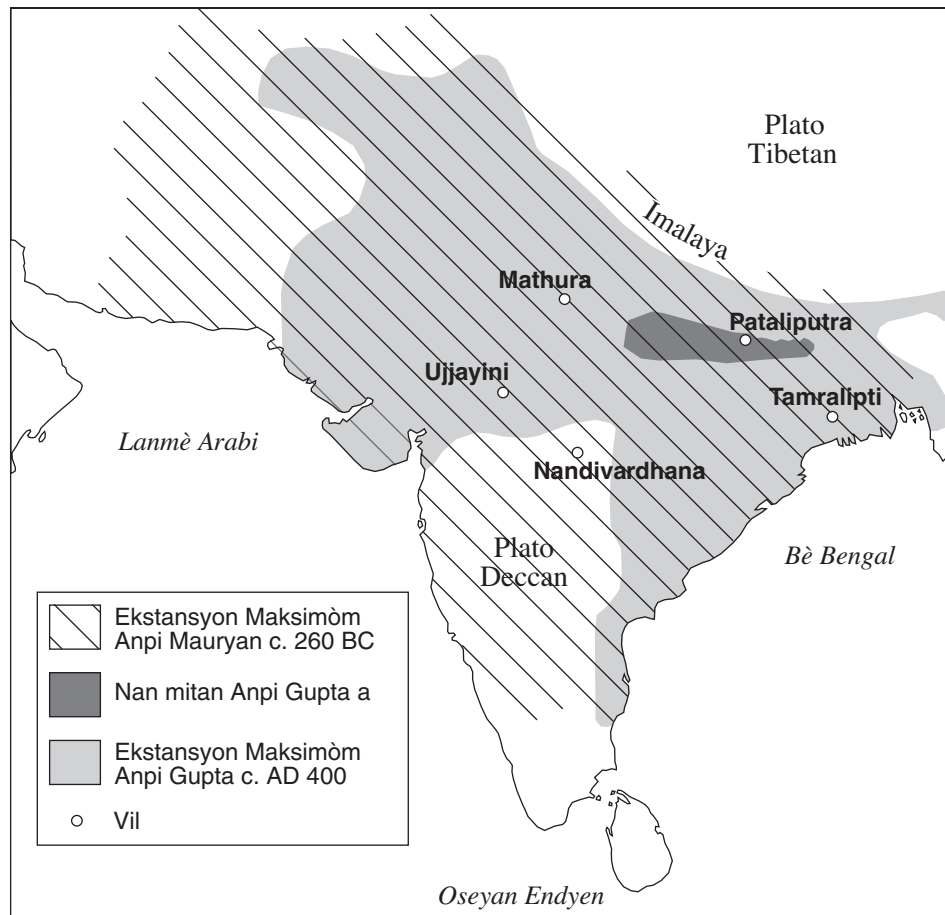 Plato
Tibetan
Imalaya
Mathura
Pataliputra
Ujjayini
Tamralipti
Lanmè Arabi
Nandivardhana
Plato
Deccan
Bè Bengal
Ekstansyon Maksimòm
Anpi Mauryan c. 260 BC
Nan mitan Anpi Gupta a
Ekstansyon Maksimòm
Anpi Gupta c. AD 400
Vil
Oseyan Endyen